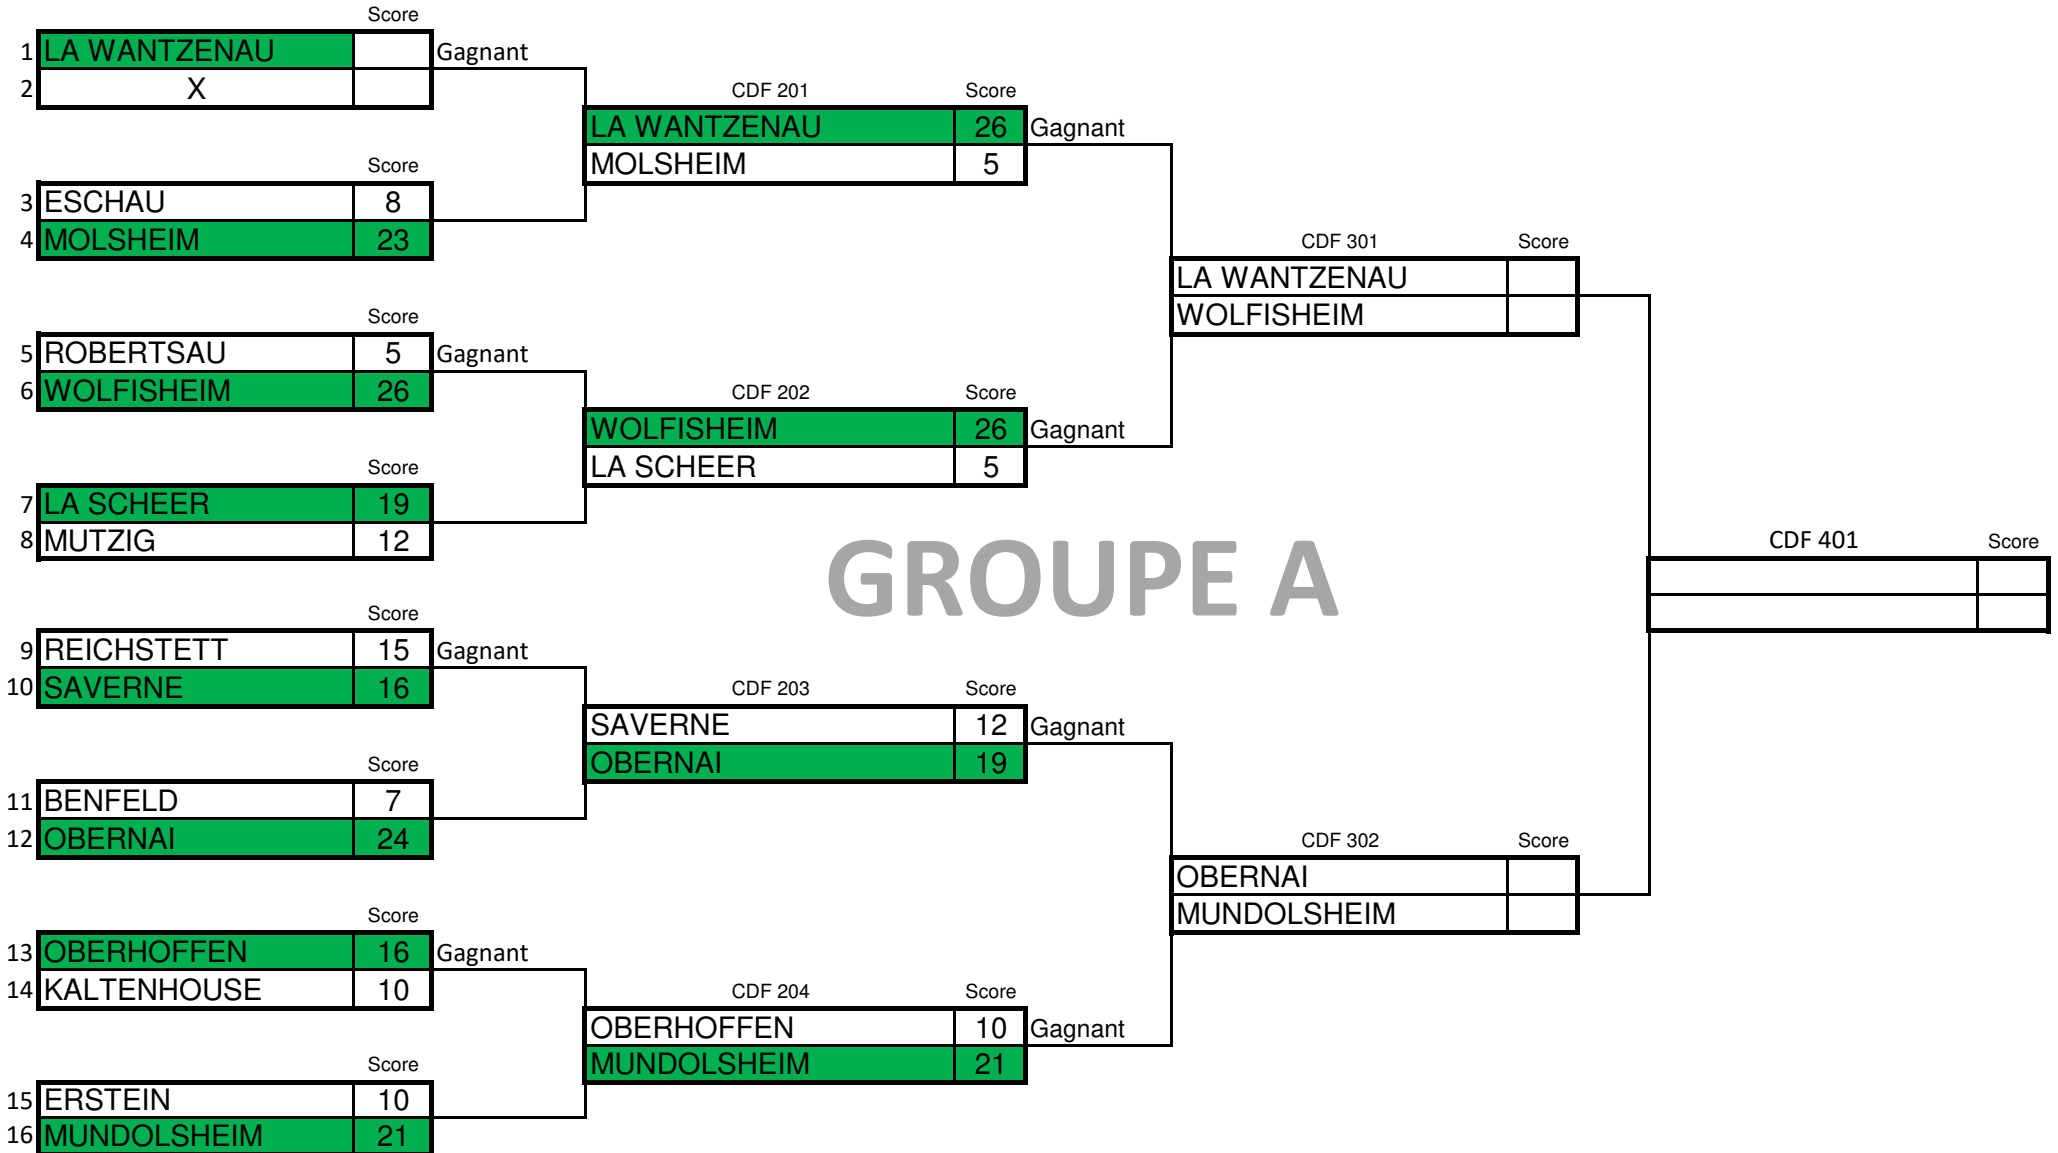 Score
1 LA WANTZENAU Gagnant
2 X
Score
3 ESCHAU 8
4 MOLSHEIM 23
Score
5 ROBERTSAU 5 Gagnant
6 WOLFISHEIM 26
Score
7 LA SCHEER 19
8 MUTZIG 12
Score
9 REICHSTETT 15 Gagnant
10 SAVERNE 16
Score
11 BENFELD 7
12 OBERNAI 24
Score
13 OBERHOFFEN 16 Gagnant
14 KALTENHOUSE 10
Score
15 ERSTEIN 10
16 MUNDOLSHEIM 21
CDF 201 Score
LA WANTZENAU 26 Gagnant
MOLSHEIM 5
CDF 202 Score
WOLFISHEIM 26 Gagnant
LA SCHEER 5
CDF 203 Score
SAVERNE 12 Gagnant
OBERNAI 19
CDF 204 Score
OBERHOFFEN 10 Gagnant
MUNDOLSHEIM 21
GROUPE A
CDF 301 Score
LA WANTZENAU
WOLFISHEIM
CDF 302 Score
OBERNAI
MUNDOLSHEIM
CDF 401 Score